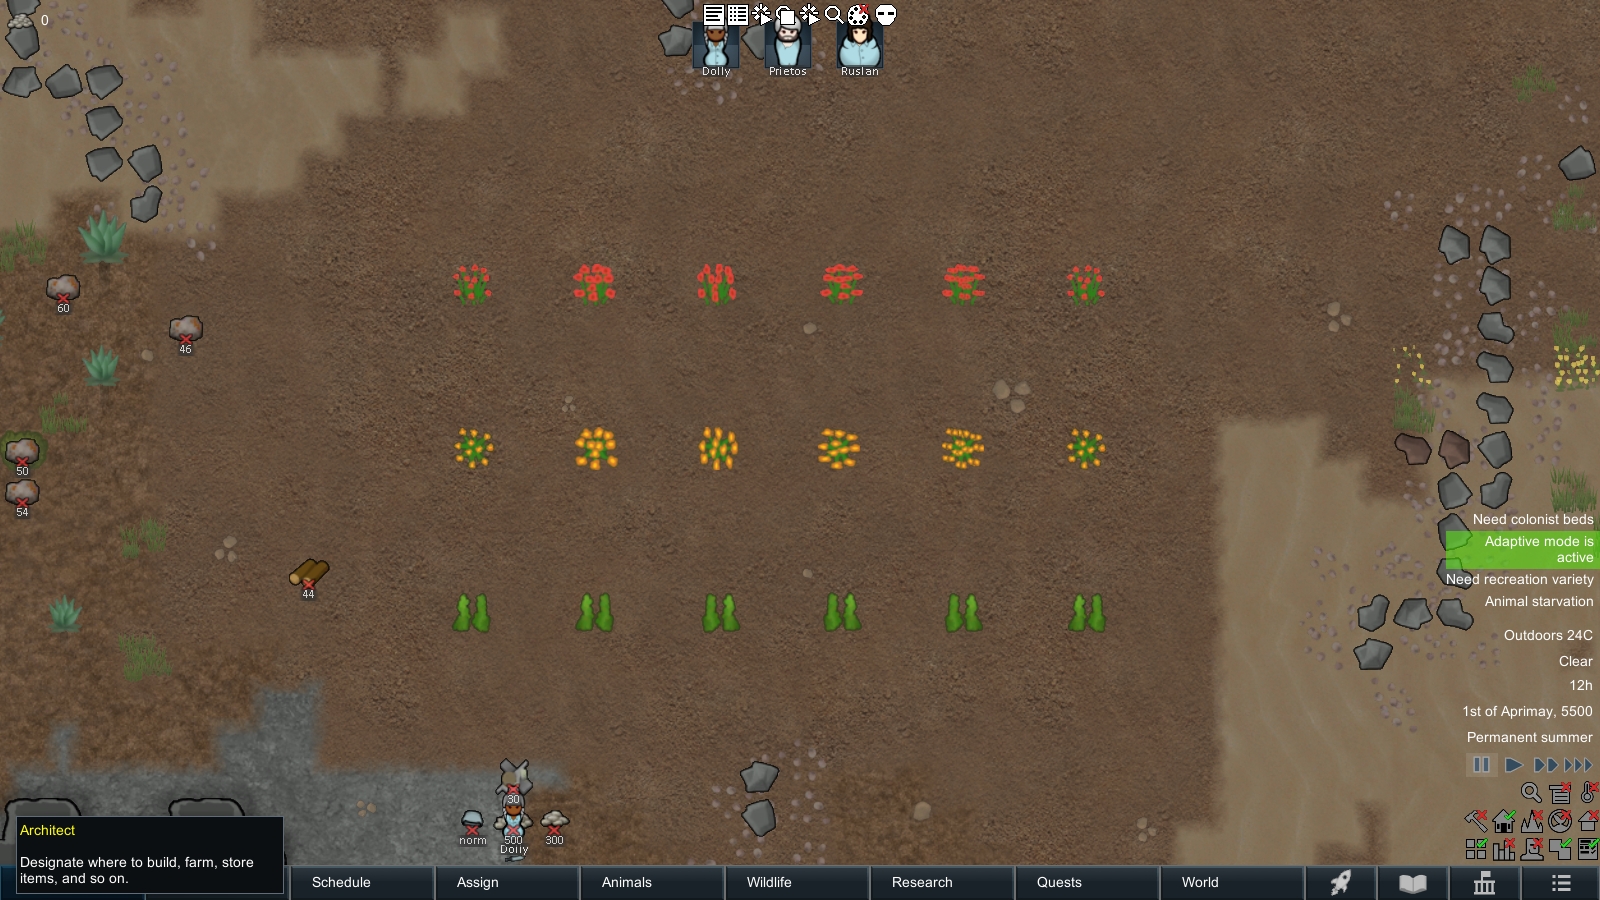 0
Dolly
Prietos
Ruslan
60
46
50
54
44
Need colonist beds
Adaptive mode is
active
Need recreation variety
Animal starvation
Outdoors 24C
Clear
12h
1st of Aprimay, 5500
Permanent summer
30
norm
500
300
Dolly
Architect
Designate where to build, farm, store
items, and so on.
Schedule
Assign
Animals
Wildlife
Research
Quests
World